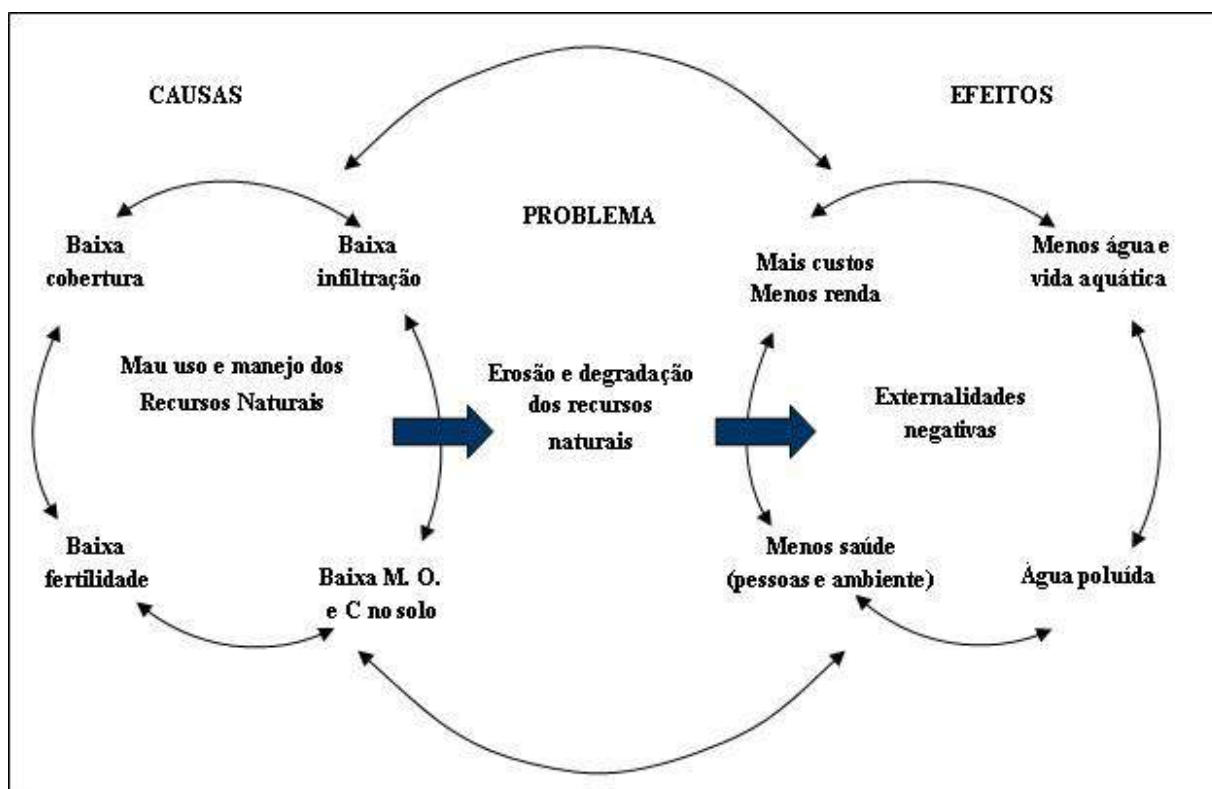 CAUSAS
EFEITOS
PROBLEMA
Baixa
cobertura
Baixa
infiltração
Mais custos
Menos renda
Menos água e
vida aquática
Mau uso e manejo dos
Recursos Naturais
Erosão e degradação
dos recursos
naturais
Externalidades
negativas
Baixa
fertilidade
Baixa M. O.
e C no solo
Menos saúde
(pessoas e ambiente)
Água poluída